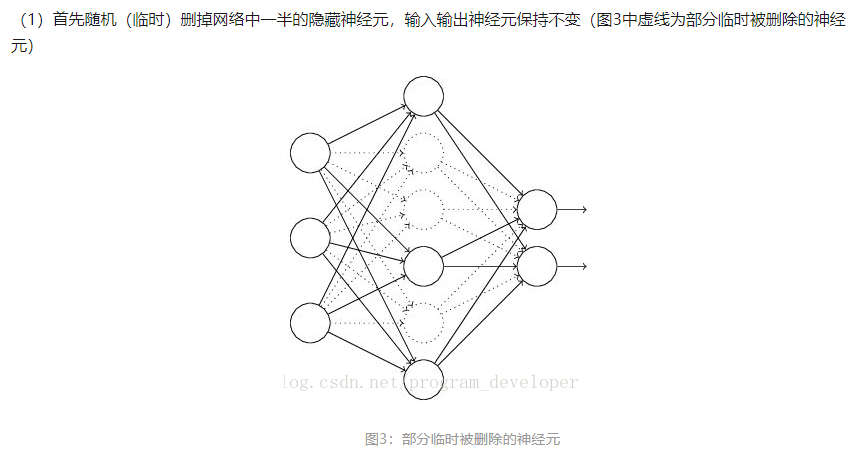 （1）首先随机（临时）删掉网络中一半的隐藏神经元，输入输出神经元保持不变（图3中虚线为部分临时被删除的神经
元）
log.csdn.net/program_developer
图3：部分临时被删除的神经元